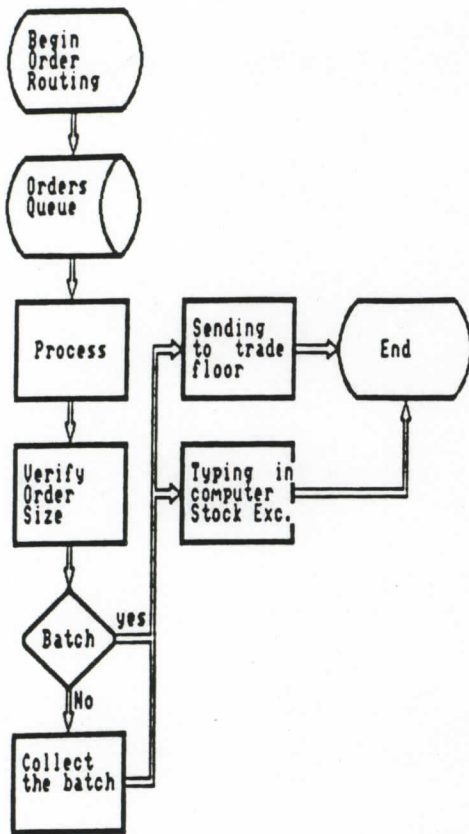 Begin
Order
Routing
Orders
Queue
Process
Sending
to trade
floor
End
Verify
Order
Size
Typing in
computer
Stock Exc.
Batch
yes
No
Collect
the batch